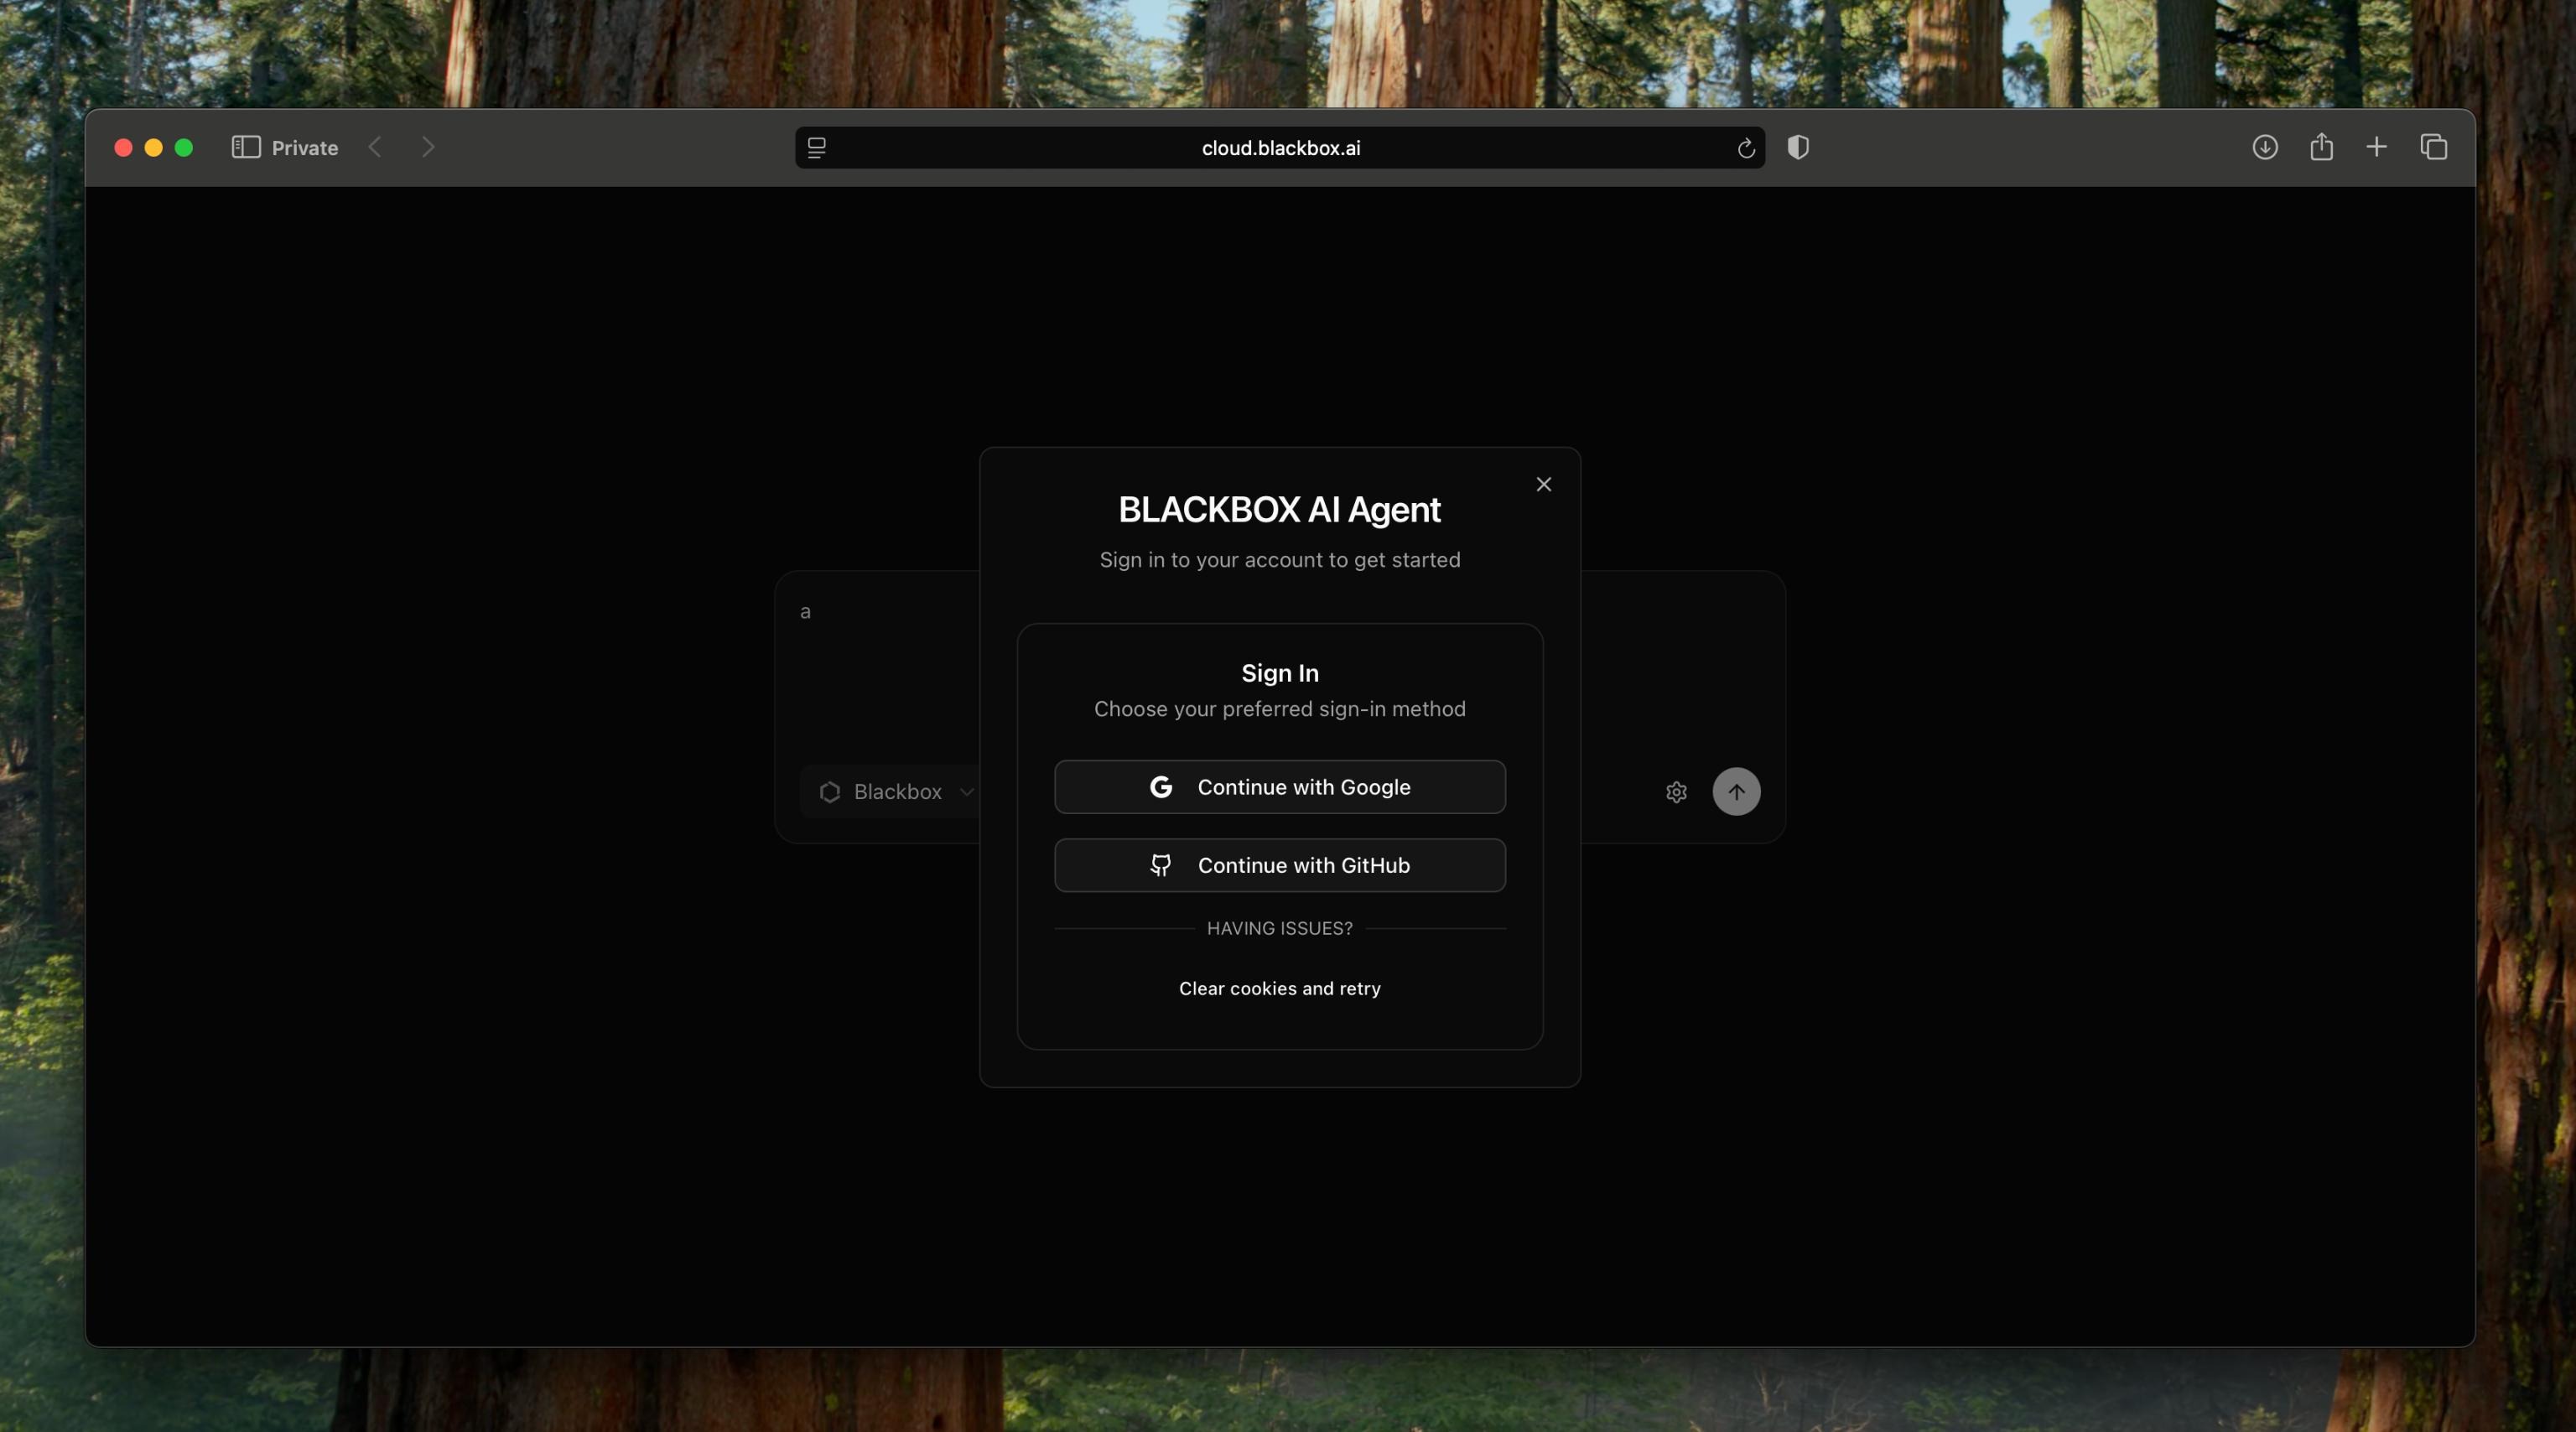 Private
cloud.blackbox.ai
BLACKBOX AI Agent
Sign in to your account to get started
a
Sign In
Choose your preferred sign-in method
Continue with Google
Blackbox
Continue with GitHub
HAVING ISSUES?
Clear cookies and retry